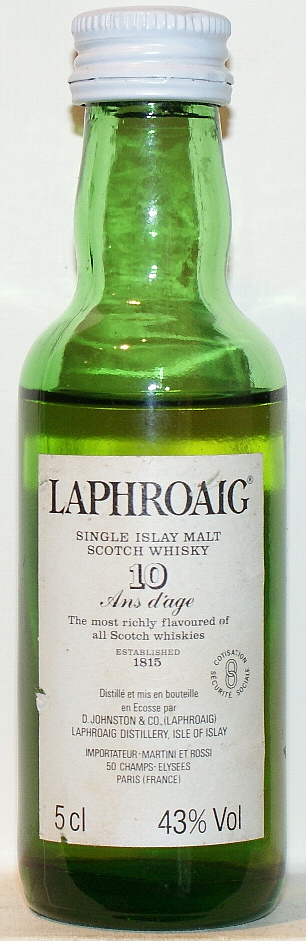 LAPHROAIG®
SINGLE ISLAY MALT
SCOTCH WHISKY
10
Ans d'age
The most richly flavoured of
all Scotch whiskies
ESTABLISHED
1815
COTISATION
SECURITE SOCIALE
Distillé et mis en bouteille
en Ecosse par
D. JOHNSTON & CO., (LAPHROAIG)
LAPHROAIG DISTILLERY, ISLE OF ISLAY
IMPORTATEUR-MARTINI ET ROSSI
50 CHAMPS-ELYSEES
PARIS (FRANCE)
5 cl 43% Vol